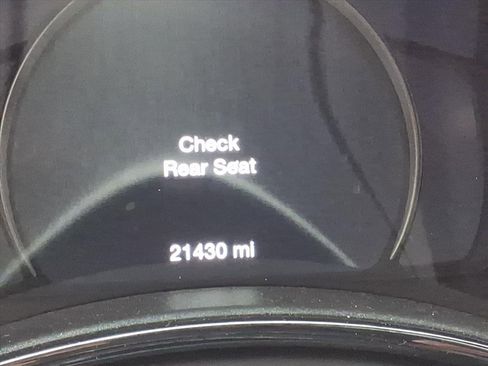 Check
Rear Seat
21430 mi